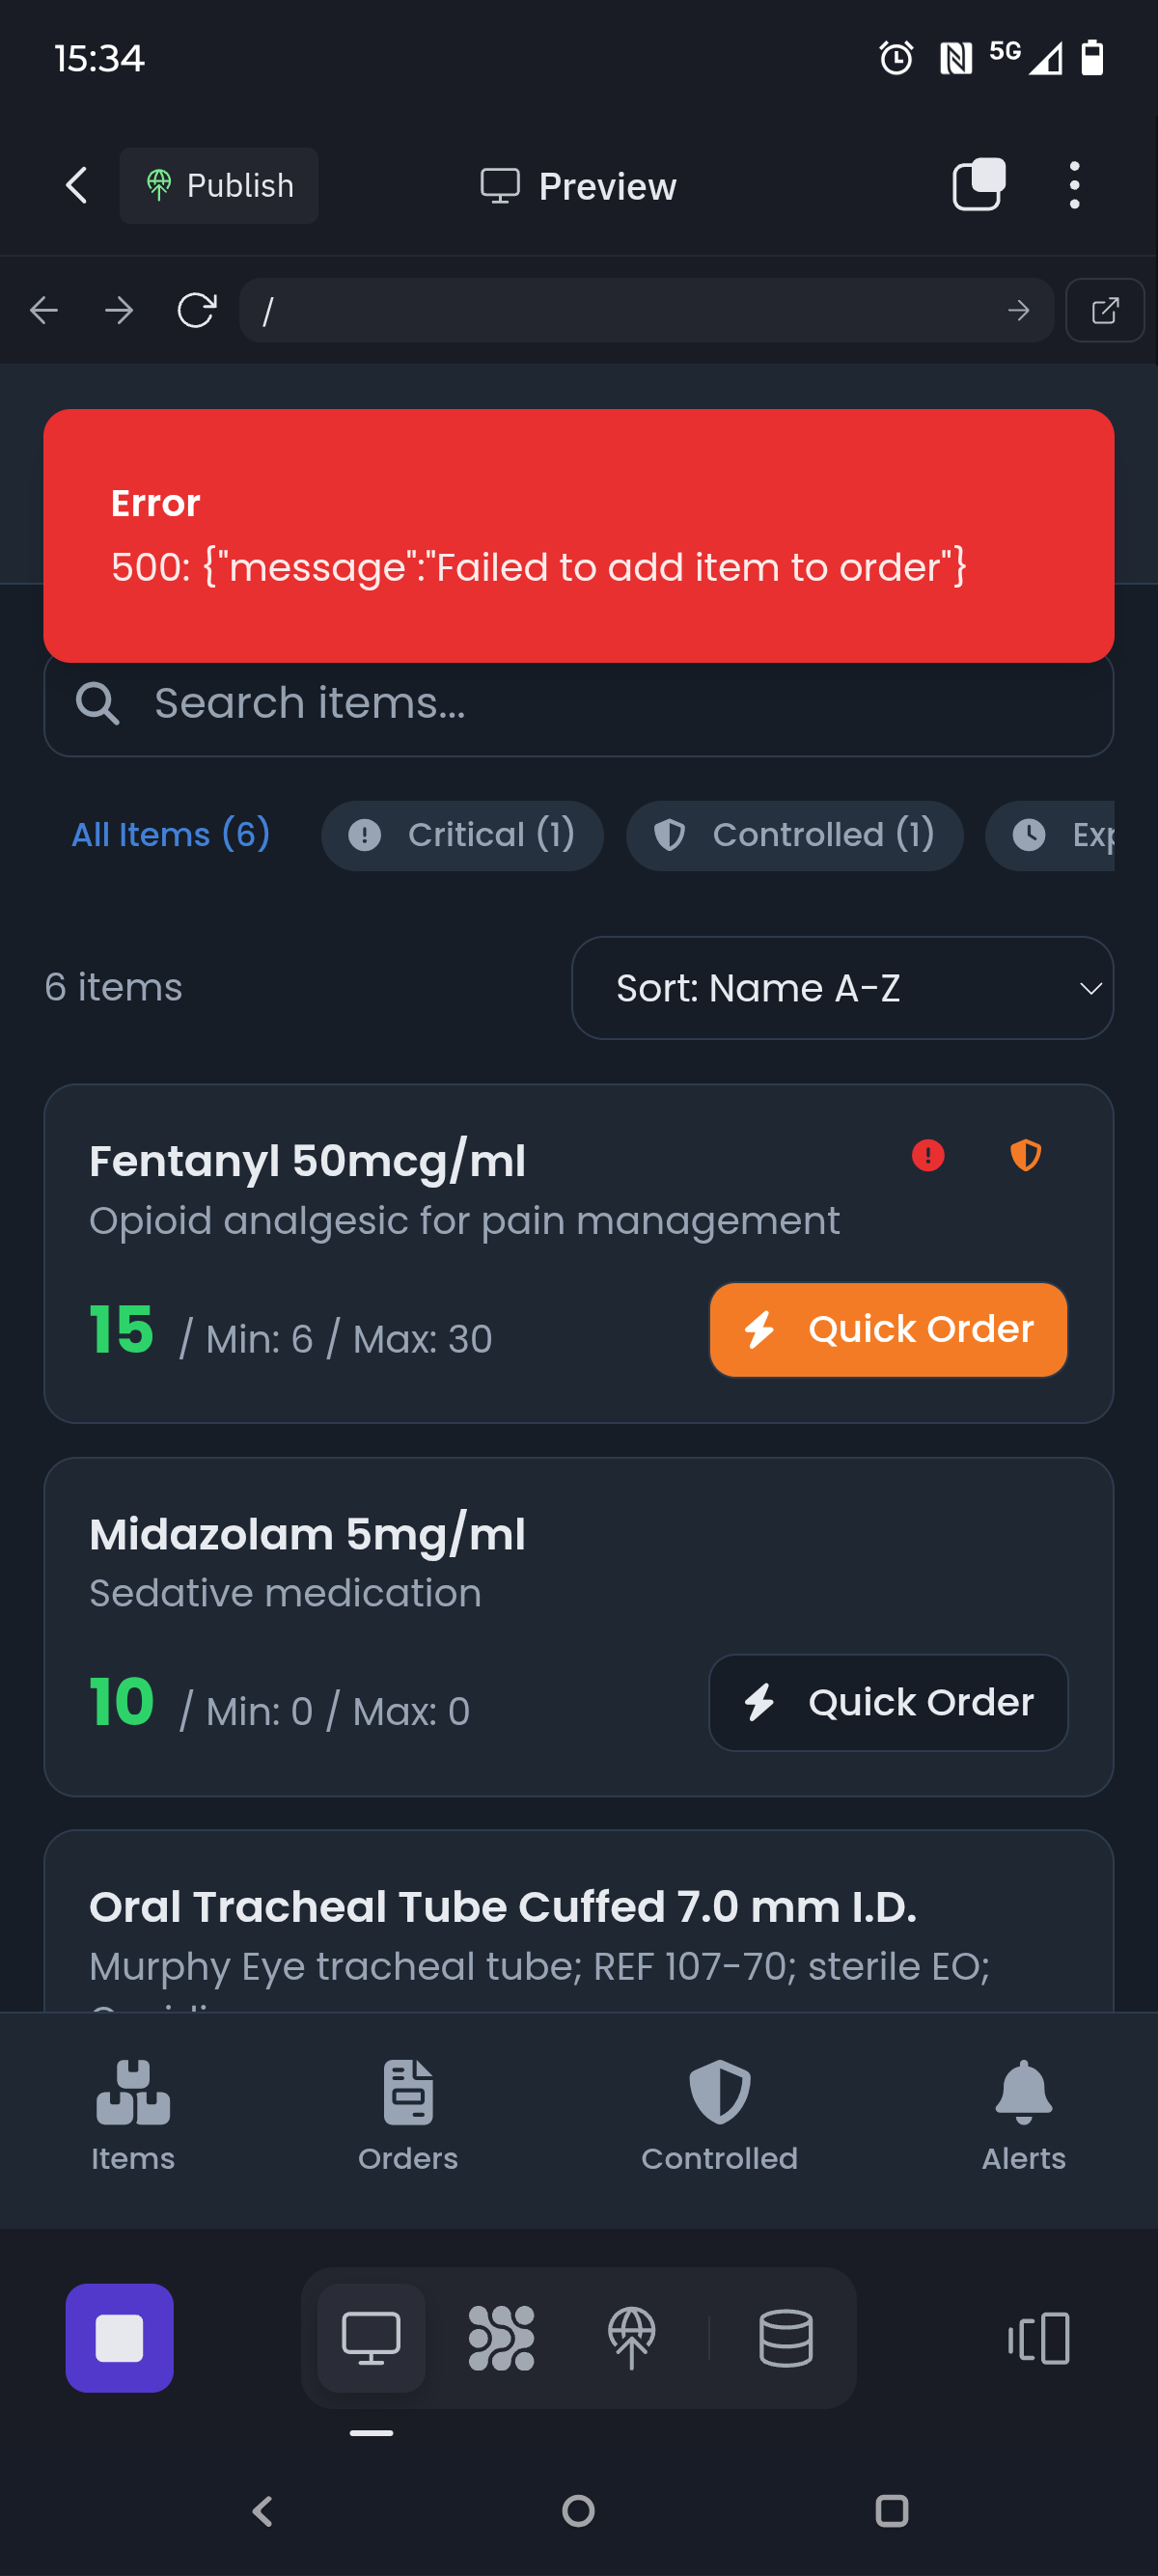 15:34
5G
Publish
Preview
/
Error
500: {"message":"Failed to add item to order"}
Search items...
All Items (6)
Critical (1)
Controlled (1)
Exp
6 items
Sort: Name A-Z
Fentanyl 50mcg/ml
Opioid analgesic for pain management
15 / Min: 6 / Max: 30
Quick Order
Midazolam 5mg/ml
Sedative medication
10 / Min: 0 / Max: 0
Quick Order
Oral Tracheal Tube Cuffed 7.0 mm I.D.
Murphy Eye tracheal tube; REF 107-70; sterile EO;
Items
Orders
Controlled
Alerts